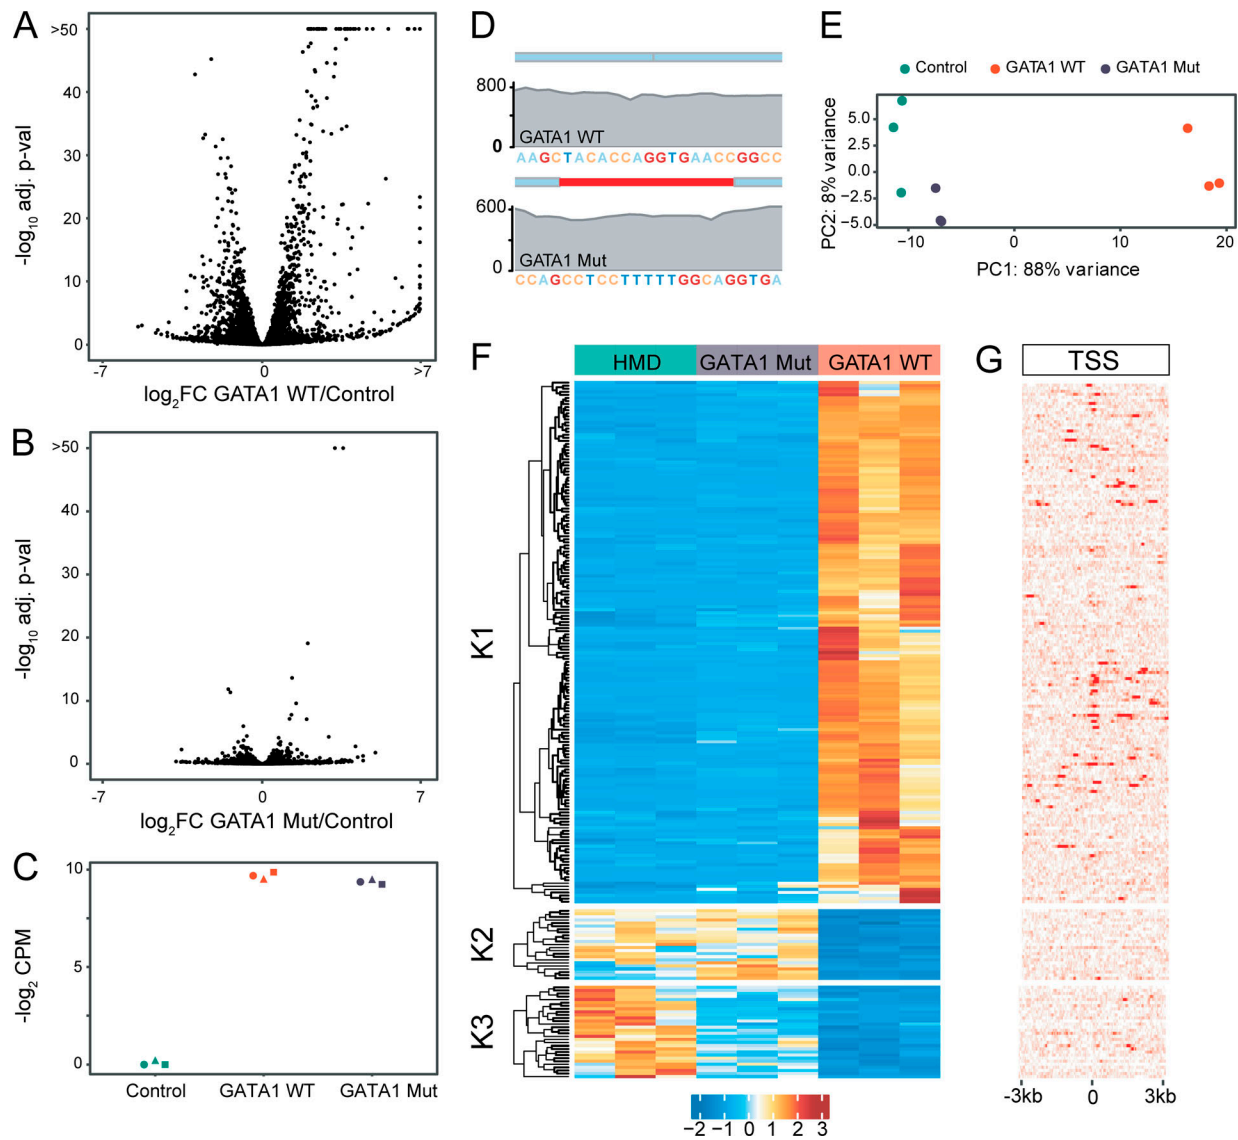 A
>50
40
30
20
10
0
-log10 adj. p-val
-7
0
>7
log2FC GATA1 WT/Control
B
>50
40
30
20
10
0
-log10 adj. p-val
-7
0
7
log2FC GATA1 Mut/Control
C
10
5
0
-log2 CPM
Control
GATA1 WT
GATA1 Mut
D
800
0
GATA1 WT
AAGCTACACCAGGTGAACCGGCC
600
0
GATA1 Mut
CCAGCCTCCTTTTTGGCAGGTGA
E
Control
GATA1 WT
GATA1 Mut
PC2: 8% variance
5.0
2.5
0.0
−2.5
−5.0
−10
0
10
20
PC1: 88% variance
F
HMD
GATA1 Mut
GATA1 WT
K1
K2
K3
−2 −1 0 1 2 3
G
TSS
-3kb
0
3kb